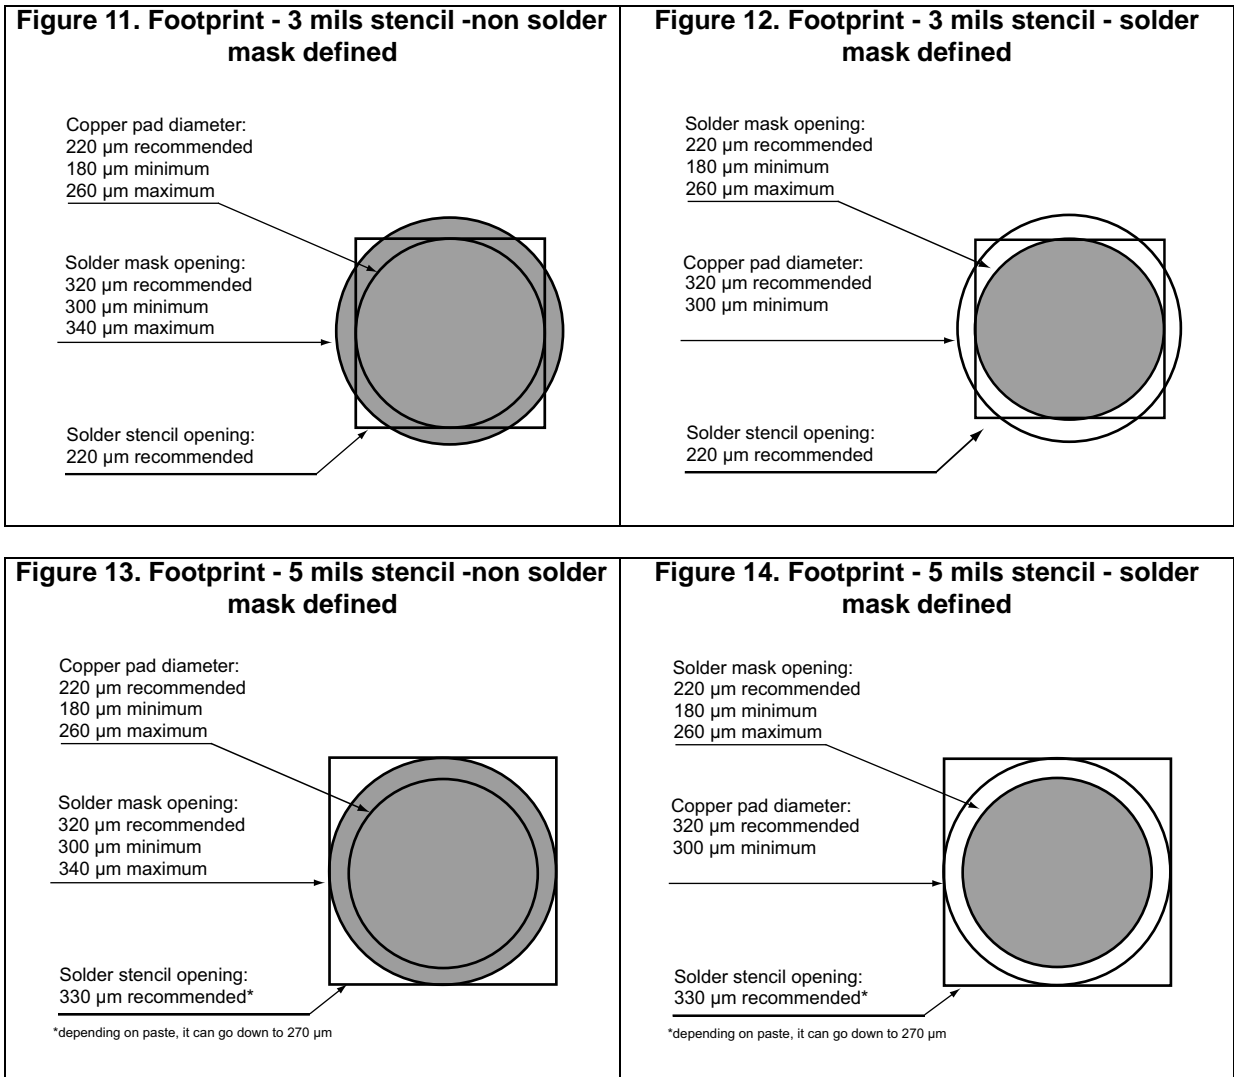 Figure 11. Footprint - 3 mils stencil -non solder
mask defined
Copper pad diameter:
220 µm recommended
180 µm minimum
260 µm maximum
Solder mask opening:
320 µm recommended
300 µm minimum
340 µm maximum
Solder stencil opening:
220 µm recommended
Figure 12. Footprint - 3 mils stencil - solder
mask defined
Solder mask opening:
220 µm recommended
180 µm minimum
260 µm maximum
Copper pad diameter:
320 µm recommended
300 µm minimum
Solder stencil opening:
220 µm recommended
Figure 13. Footprint - 5 mils stencil -non solder
mask defined
Copper pad diameter:
220 µm recommended
180 µm minimum
260 µm maximum
Solder mask opening:
320 µm recommended
300 µm minimum
340 µm maximum
Solder stencil opening:
330 µm recommended*
*depending on paste, it can go down to 270 µm
Figure 14. Footprint - 5 mils stencil - solder
mask defined
Solder mask opening:
220 µm recommended
180 µm minimum
260 µm maximum
Copper pad diameter:
320 µm recommended
300 µm minimum
Solder stencil opening:
330 µm recommended*
*depending on paste, it can go down to 270 µm